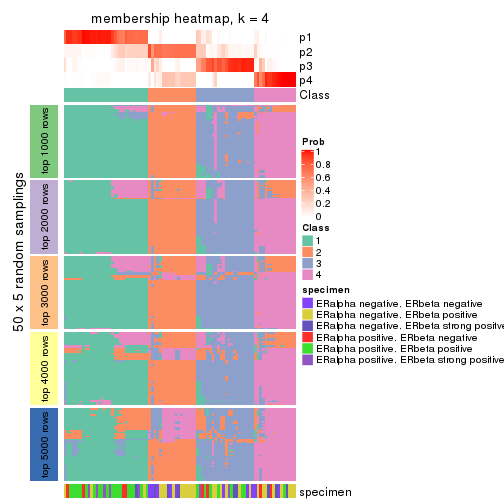 membership heatmap, k = 4
p1
p2
p3
p4
Class
50 x 5 random samplings
top 1000 rows
top 2000 rows
top 3000 rows
top 4000 rows
top 5000 rows
Prob
1
0.8
0.6
0.4
0.2
0
Class
1
2
3
4
specimen
ERalpha negative. ERbeta negative
ERalpha negative. ERbeta positive
ERalpha negative. ERbeta strong positive
ERalpha positive. ERbeta negative
ERalpha positive. ERbeta positive
ERalpha positive. ERbeta strong positive
specimen